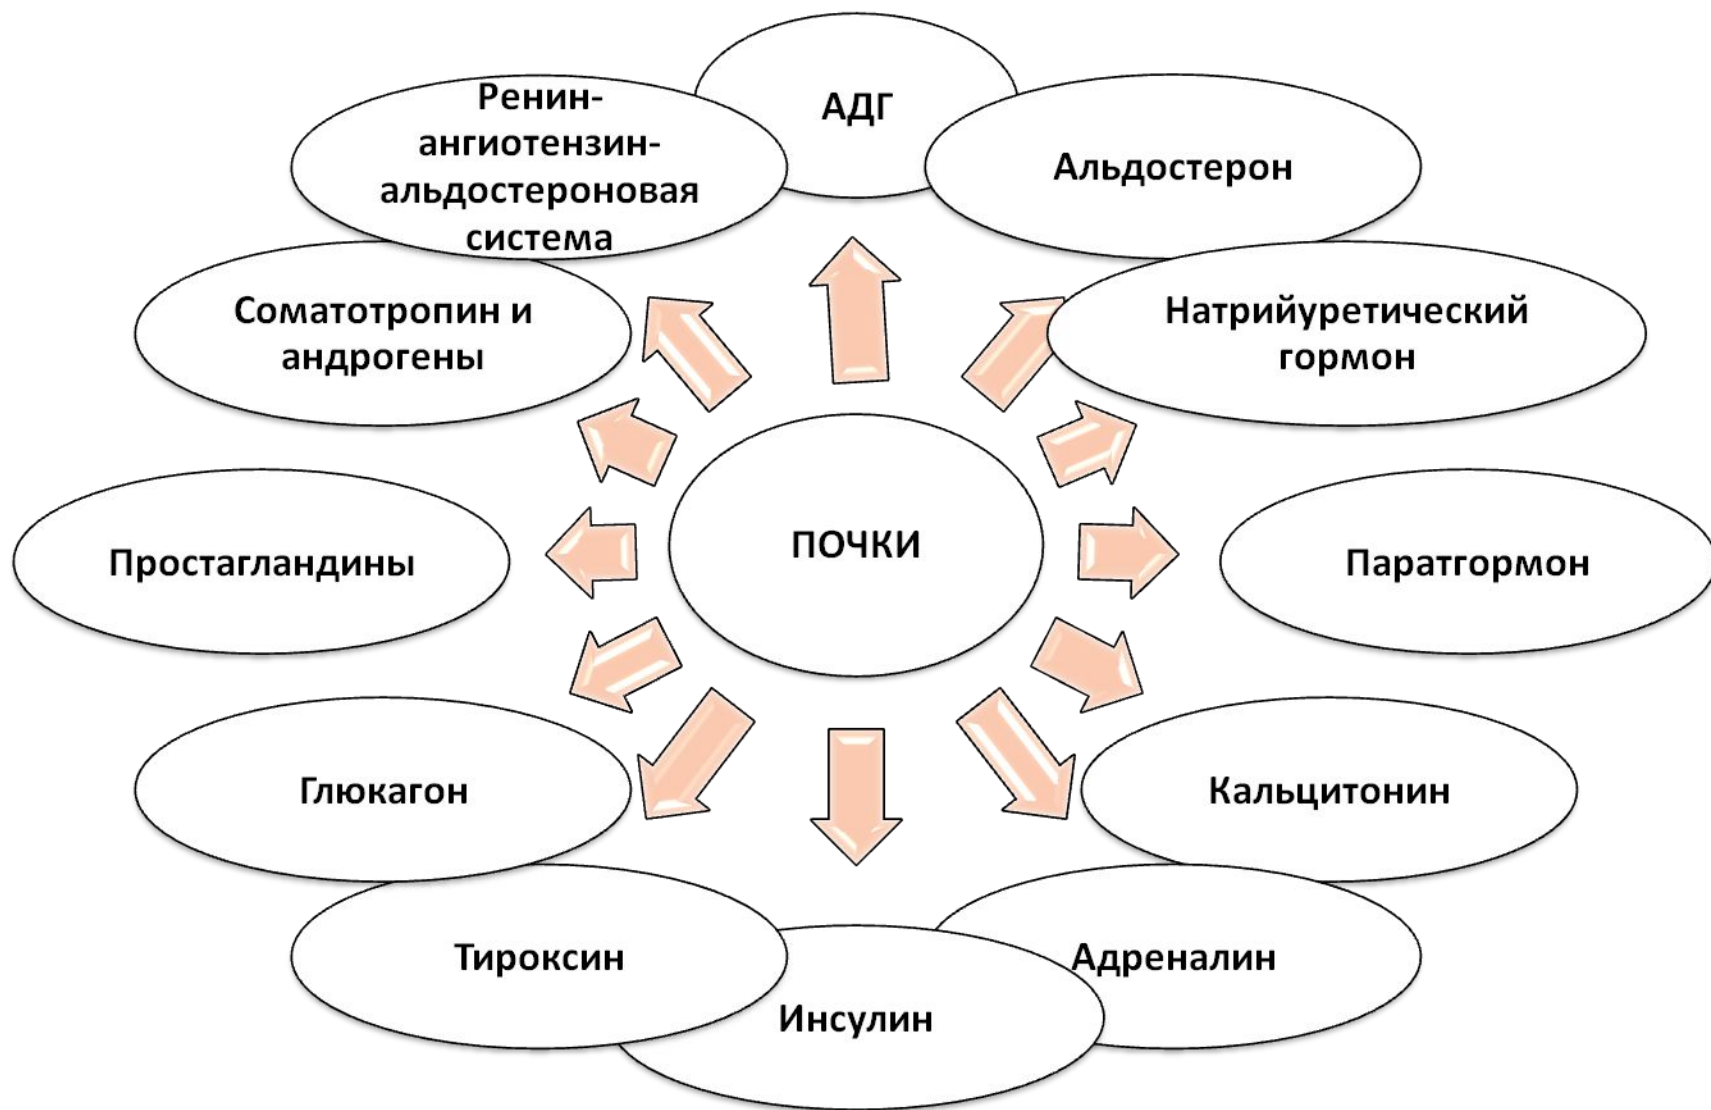 АДГ
Ренин-
ангиотензин-
альдостероновая
система
Альдостерон
Соматотропин и
андрогены
Натрийуретический
гормон
Простагландины
ПОЧКИ
Паратгормон
Глюкагон
Кальцитонин
Тироксин
Адреналин
Инсулин